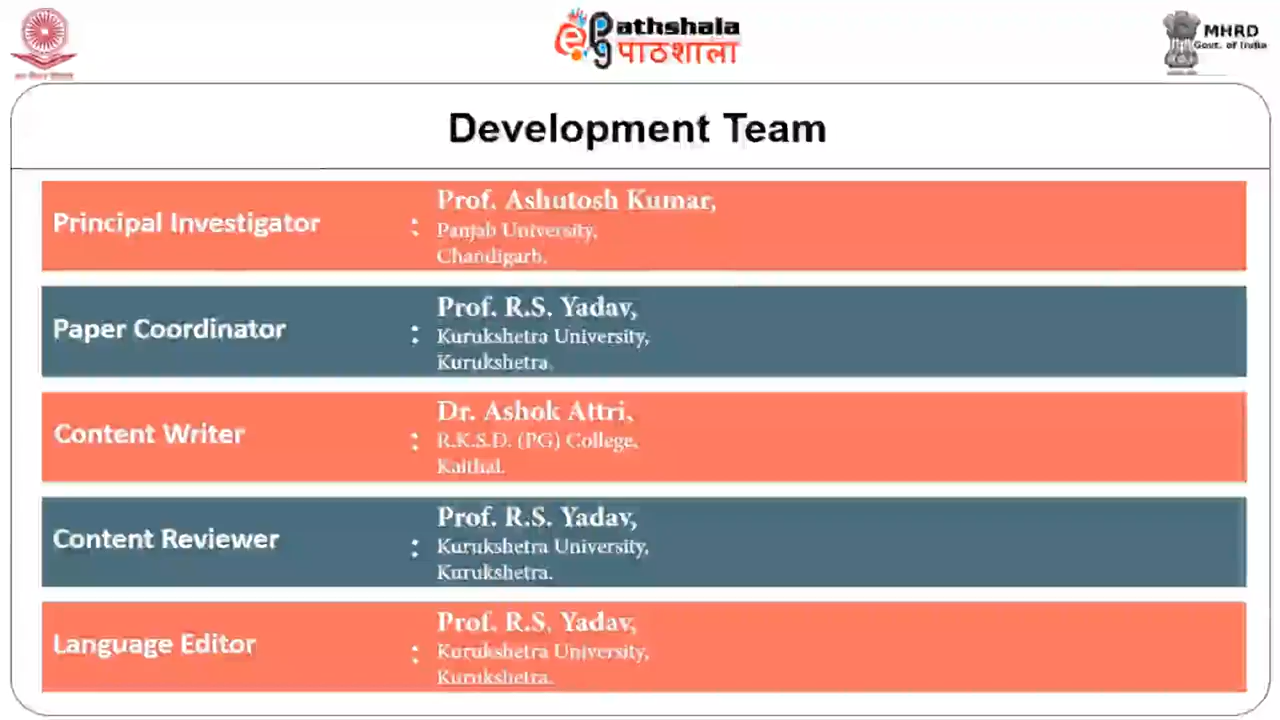 ePathshala
पाठशाला
MHRD
Govt. of India
Development Team
Principal Investigator : Prof. Ashutosh Kumar,
Panjab University,
Chandigarh.
Paper Coordinator : Prof. R.S. Yadav,
Kurukshetra University,
Kurukshetra.
Content Writer : Dr. Ashok Attri,
R.K.S.D. (PG) College,
Kaithal.
Content Reviewer : Prof. R.S. Yadav,
Kurukshetra University,
Kurukshetra.
Language Editor : Prof. R.S. Yadav,
Kurukshetra University,
Kurukshetra.